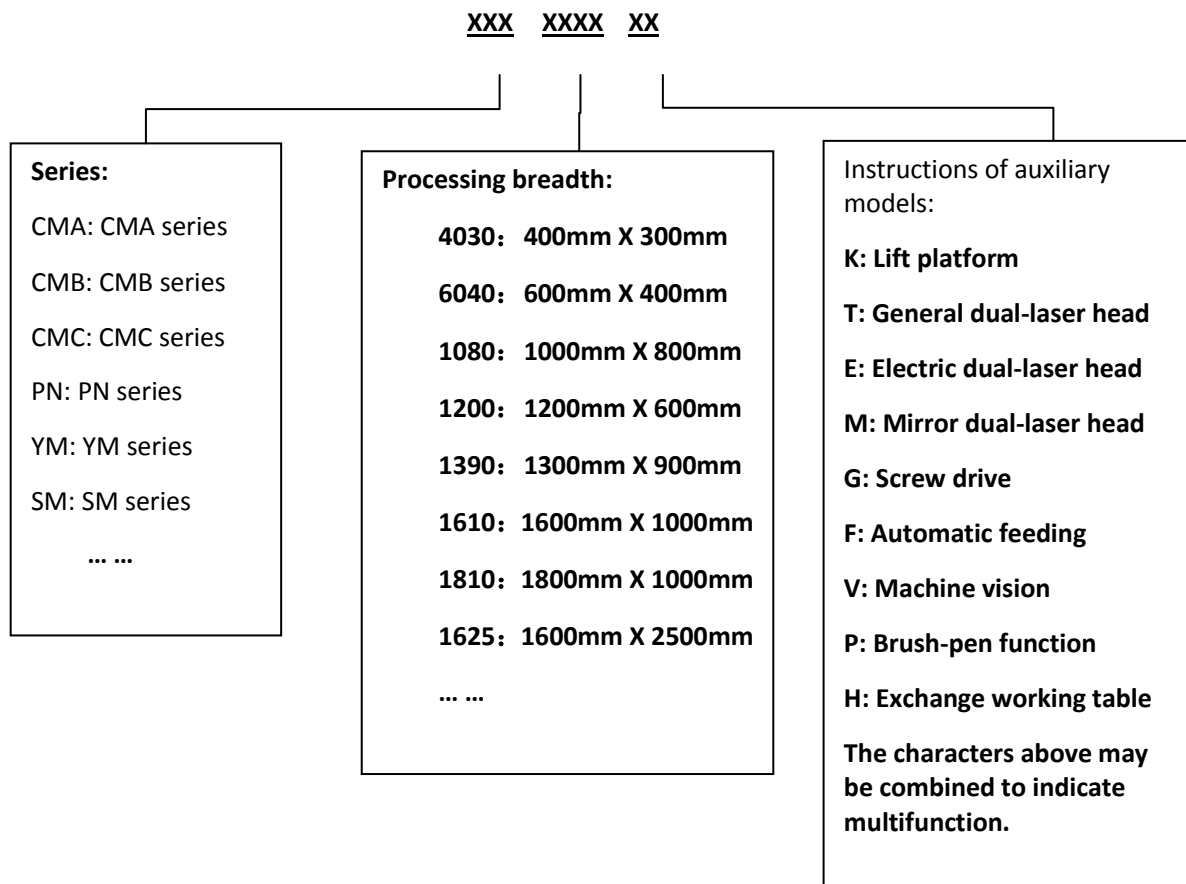 XXX XXXX XX
Series:
CMA: CMA series
CMB: CMB series
CMC: CMC series
PN: PN series
YM: YM series
SM: SM series
... ...
Processing breadth:
4030：400mm X 300mm
6040：600mm X 400mm
1080：1000mm X 800mm
1200：1200mm X 600mm
1390：1300mm X 900mm
1610：1600mm X 1000mm
1810：1800mm X 1000mm
1625：1600mm X 2500mm
... ...
Instructions of auxiliary
models:
K: Lift platform
T: General dual-laser head
E: Electric dual-laser head
M: Mirror dual-laser head
G: Screw drive
F: Automatic feeding
V: Machine vision
P: Brush-pen function
H: Exchange working table
The characters above may
be combined to indicate
multifunction.